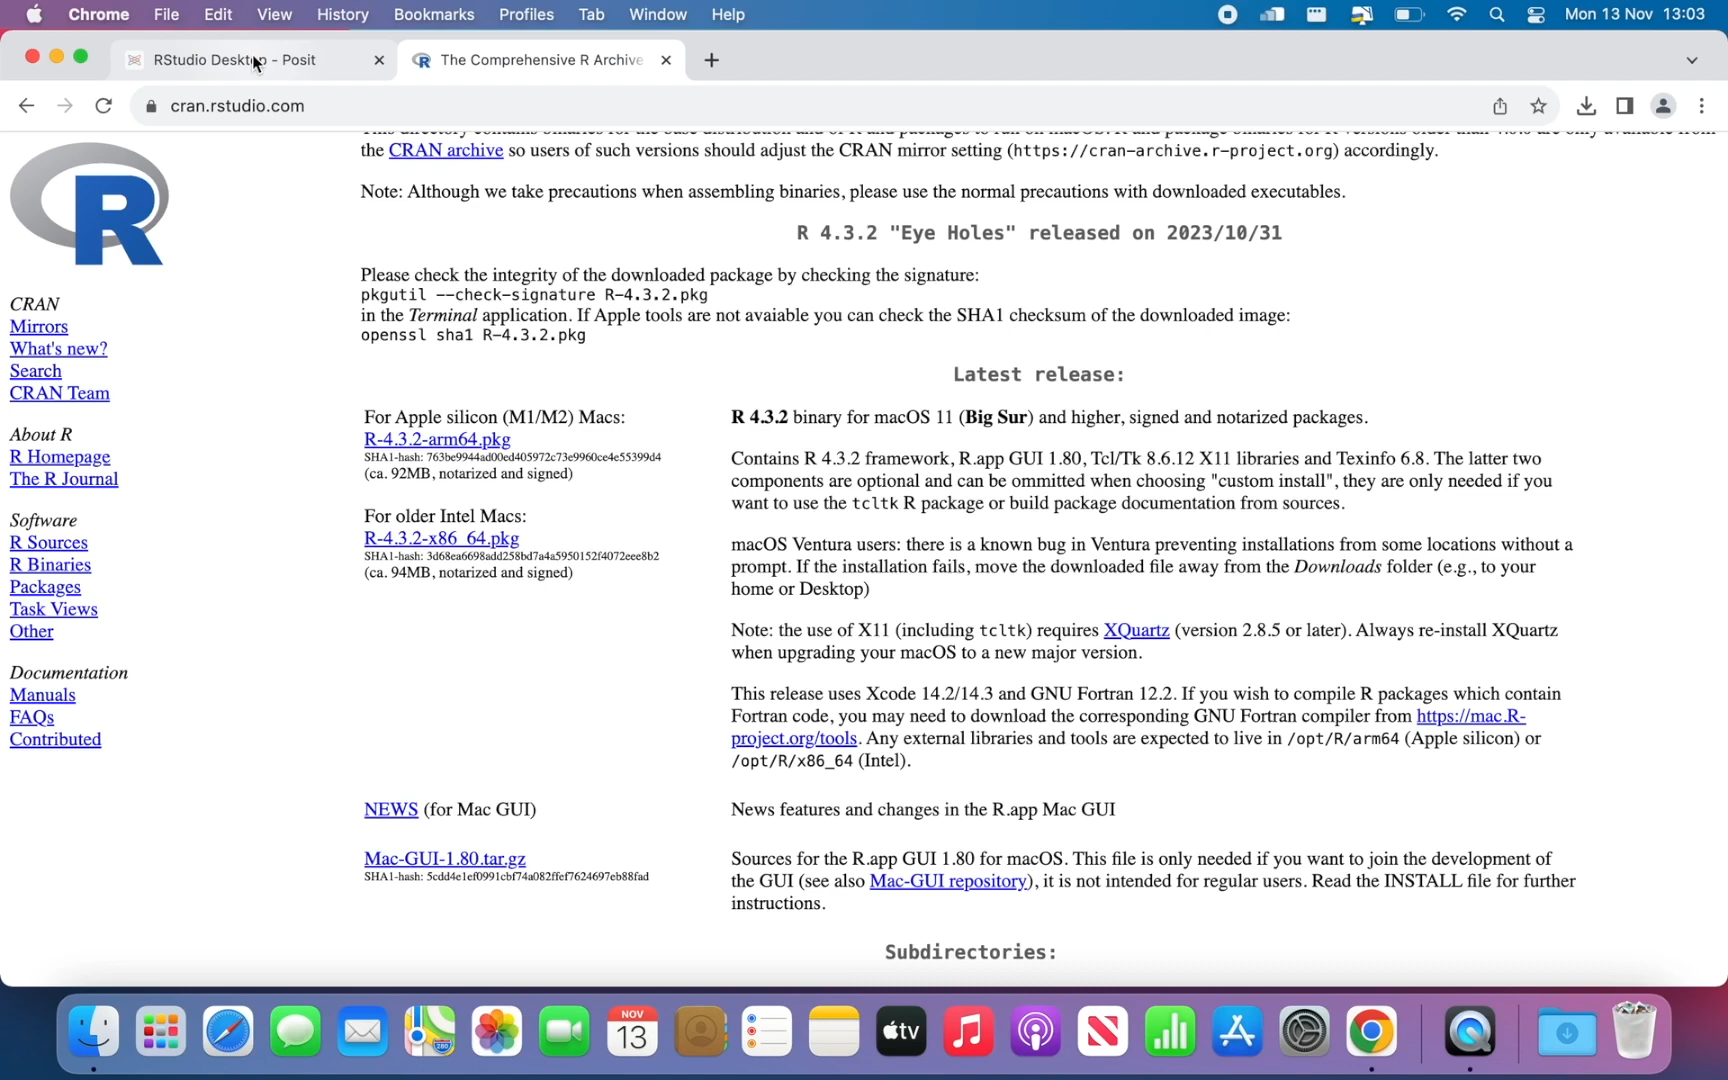 Chrome File Edit View History Bookmarks Profiles Tab Window Help Mon 13 Nov 13:03
RStudio Desktop - Posit The Comprehensive R Archive
cran.rstudio.com
the CRAN archive so users of such versions should adjust the CRAN mirror setting (https://cran-archive.r-project.org) accordingly.
Note: Although we take precautions when assembling binaries, please use the normal precautions with downloaded executables.
R 4.3.2 "Eye Holes" released on 2023/10/31
Please check the integrity of the downloaded package by checking the signature:
pkgutil --check-signature R-4.3.2.pkg
in the Terminal application. If Apple tools are not avaiable you can check the SHA1 checksum of the downloaded image:
openssl sha1 R-4.3.2.pkg
R
CRAN
Mirrors
What's new?
Search
CRAN Team
About R
R Homepage
The R Journal
Software
R Sources
R Binaries
Packages
Task Views
Other
Documentation
Manuals
FAQs
Contributed
Latest release:
For Apple silicon (M1/M2) Macs:
R-4.3.2-arm64.pkg
SHA1-hash: 763be9944ad00ed405972c73e9960ce4e55399d4
(ca. 92MB, notarized and signed)
For older Intel Macs:
R-4.3.2-x86_64.pkg
SHA1-hash: 3d68ea6698add258bd7a4a5950152f4072eee8b2
(ca. 94MB, notarized and signed)
R 4.3.2 binary for macOS 11 (Big Sur) and higher, signed and notarized packages.
Contains R 4.3.2 framework, R.app GUI 1.80, Tcl/Tk 8.6.12 X11 libraries and Texinfo 6.8. The latter two
components are optional and can be ommitted when choosing "custom install", they are only needed if you
want to use the tcltk R package or build package documentation from sources.
macOS Ventura users: there is a known bug in Ventura preventing installations from some locations without a
prompt. If the installation fails, move the downloaded file away from the Downloads folder (e.g., to your
home or Desktop)
Note: the use of X11 (including tcltk) requires XQuartz (version 2.8.5 or later). Always re-install XQuartz
when upgrading your macOS to a new major version.
This release uses Xcode 14.2/14.3 and GNU Fortran 12.2. If you wish to compile R packages which contain
Fortran code, you may need to download the corresponding GNU Fortran compiler from https://mac.R-
project.org/tools. Any external libraries and tools are expected to live in /opt/R/arm64 (Apple silicon) or
/opt/R/x86_64 (Intel).
NEWS (for Mac GUI)
News features and changes in the R.app Mac GUI
Mac-GUI-1.80.tar.gz
SHA1-hash: 5cdd4e1ef0991cbf74a082ffef7624697eb88fad
Sources for the R.app GUI 1.80 for macOS. This file is only needed if you want to join the development of
the GUI (see also Mac-GUI repository), it is not intended for regular users. Read the INSTALL file for further
instructions.
Subdirectories:
NOV
13
tv